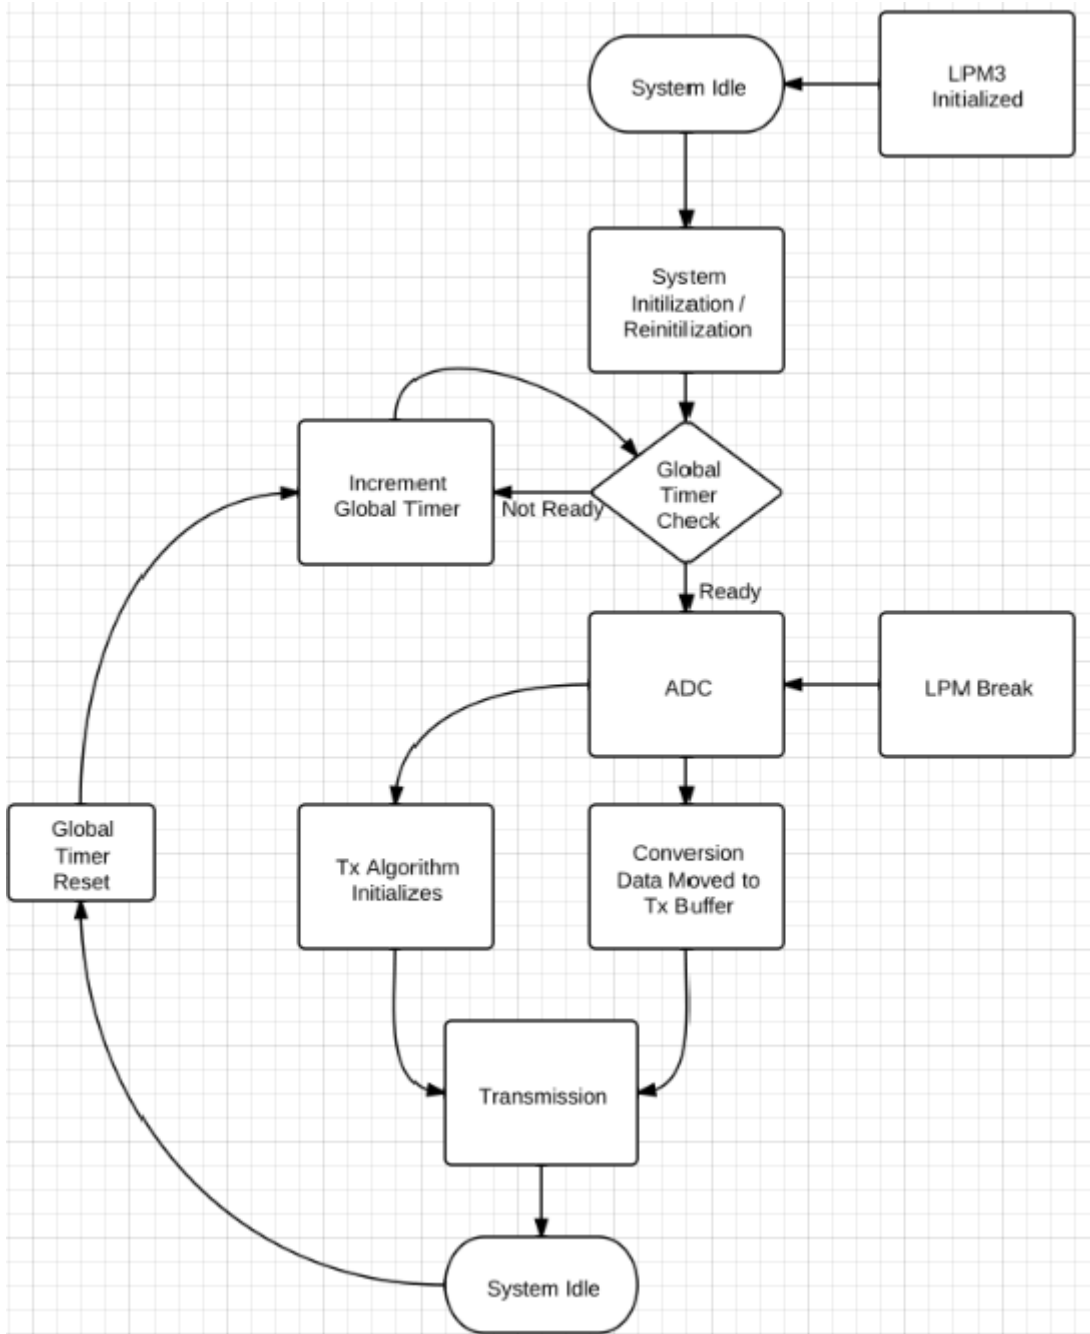 System Idle
LPM3
Initialized
System
Initilization /
Reinitilization
Increment
Global Timer
Not Ready
Global
Timer
Check
Ready
ADC
LPM Break
Global
Timer
Reset
Tx Algorithm
Initializes
Conversion
Data Moved to
Tx Buffer
Transmission
System Idle